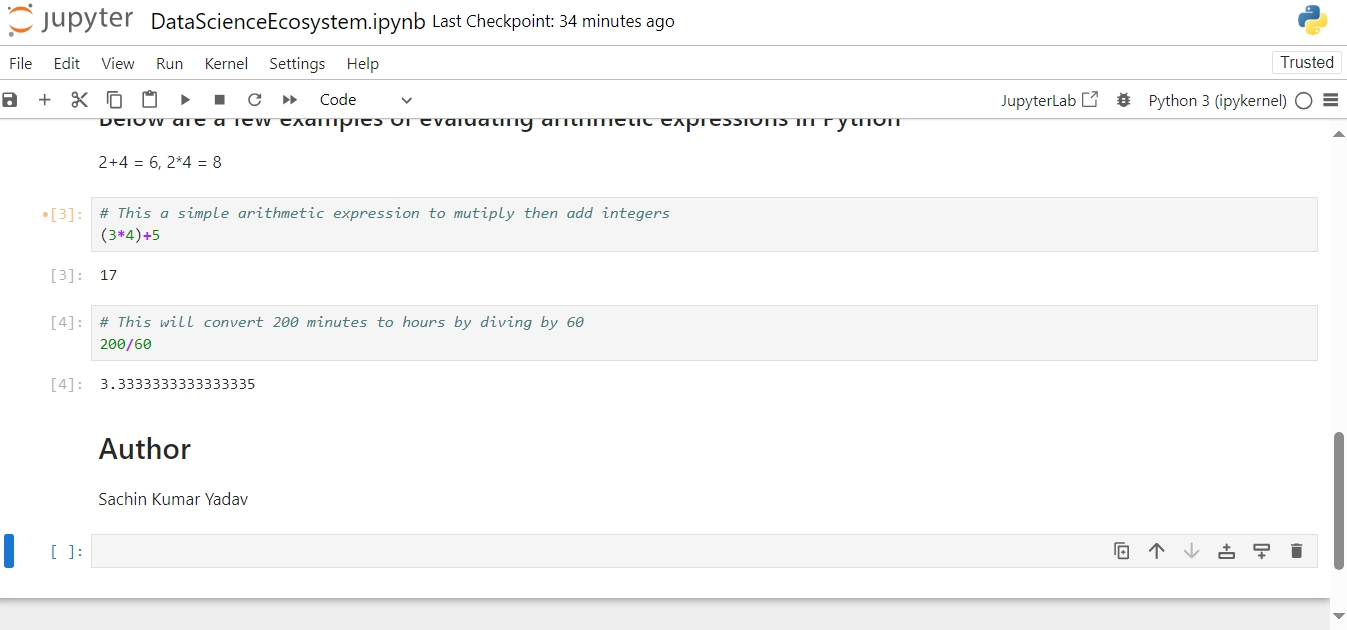 jupyter DataScienceEcosystem.ipynb Last Checkpoint: 34 minutes ago
File Edit View Run Kernel Settings Help Trusted
Code JupyterLab Python 3 (ipykernel)
Below are a few examples of evaluating arithmetic expressions in Python
2+4 = 6, 2*4 = 8
•[3]: # This a simple arithmetic expression to mutiply then add integers
(3*4)+5
[3]: 17
[4]: # This will convert 200 minutes to hours by diving by 60
200/60
[4]: 3.3333333333333335
Author
Sachin Kumar Yadav
[ ]: